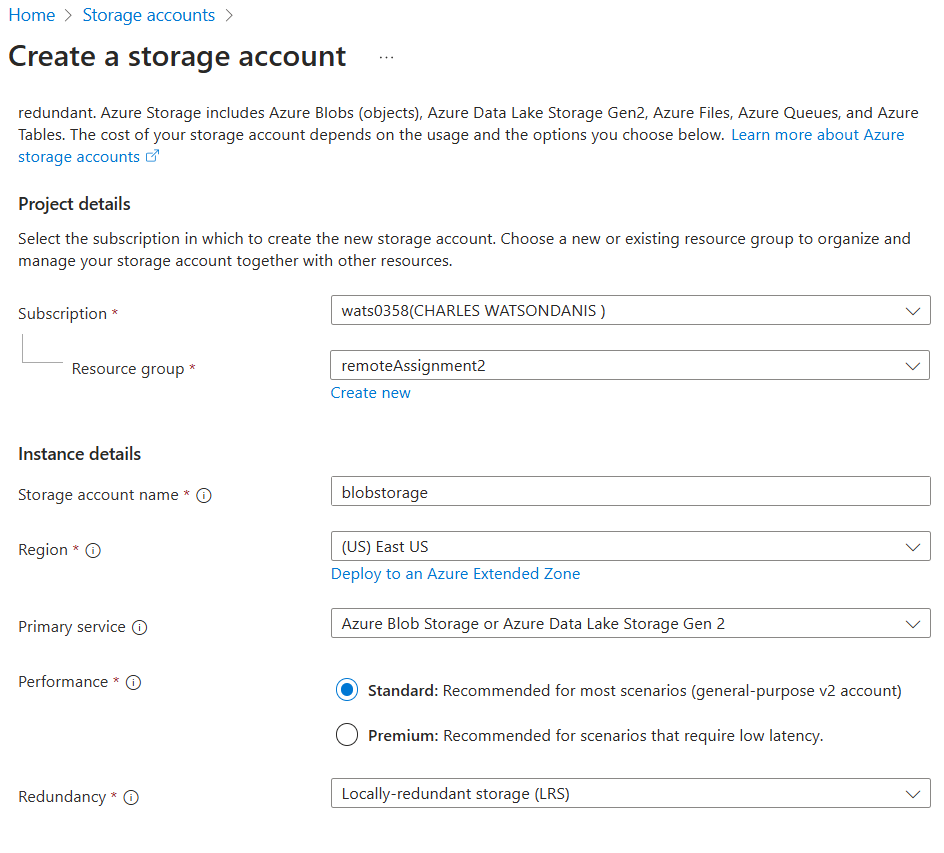 Home > Storage accounts >
Create a storage account ...
redundant. Azure Storage includes Azure Blobs (objects), Azure Data Lake Storage Gen2, Azure Files, Azure Queues, and Azure
Tables. The cost of your storage account depends on the usage and the options you choose below. Learn more about Azure
storage accounts
Project details
Select the subscription in which to create the new storage account. Choose a new or existing resource group to organize and
manage your storage account together with other resources.
Subscription * wats0358(CHARLES WATSONDANIS )
Resource group * remoteAssignment2
Create new
Instance details
Storage account name * blobstorage
Region * (US) East US
Deploy to an Azure Extended Zone
Primary service Azure Blob Storage or Azure Data Lake Storage Gen 2
Performance * Standard: Recommended for most scenarios (general-purpose v2 account)
Premium: Recommended for scenarios that require low latency.
Redundancy * Locally-redundant storage (LRS)